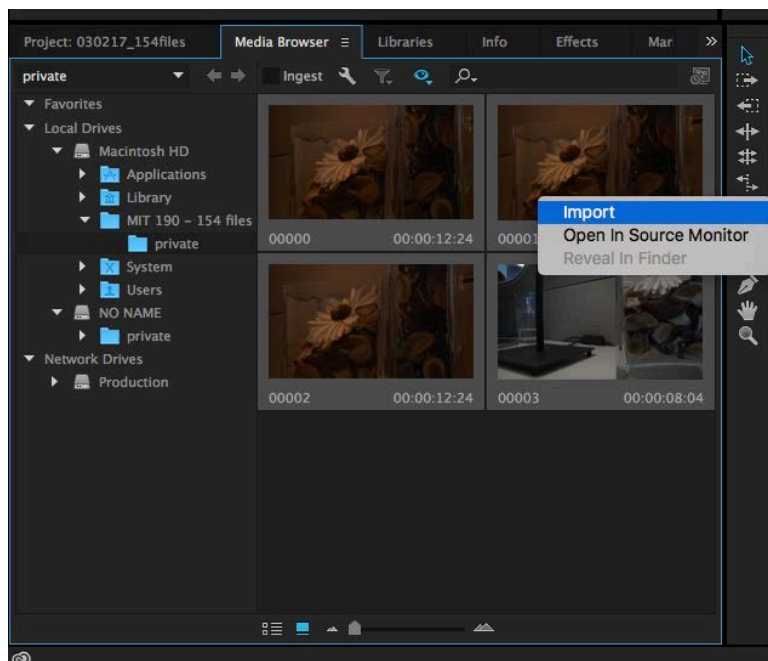 Project: 030217_154files Media Browser Libraries Info Effects Mar
private Ingest
Favorites
Local Drives
Macintosh HD
Applications
Library
MIT 190 – 154 files
private
System
Users
NO NAME
private
Network Drives
Production
00000 00:00:12:24
00001
Import
Open In Source Monitor
Reveal In Finder
00002 00:00:12:24
00003 00:00:08:04